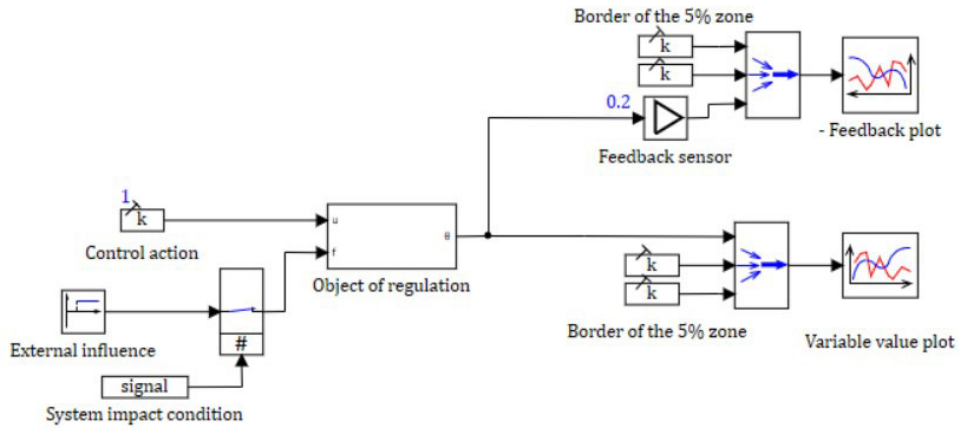 Border of the 5% zone
k
k
0.2
- Feedback plot
Feedback sensor
1
k
u
Control action
f
θ
Object of regulation
k
k
Border of the 5% zone
Variable value plot
#
External influence
signal
System impact condition